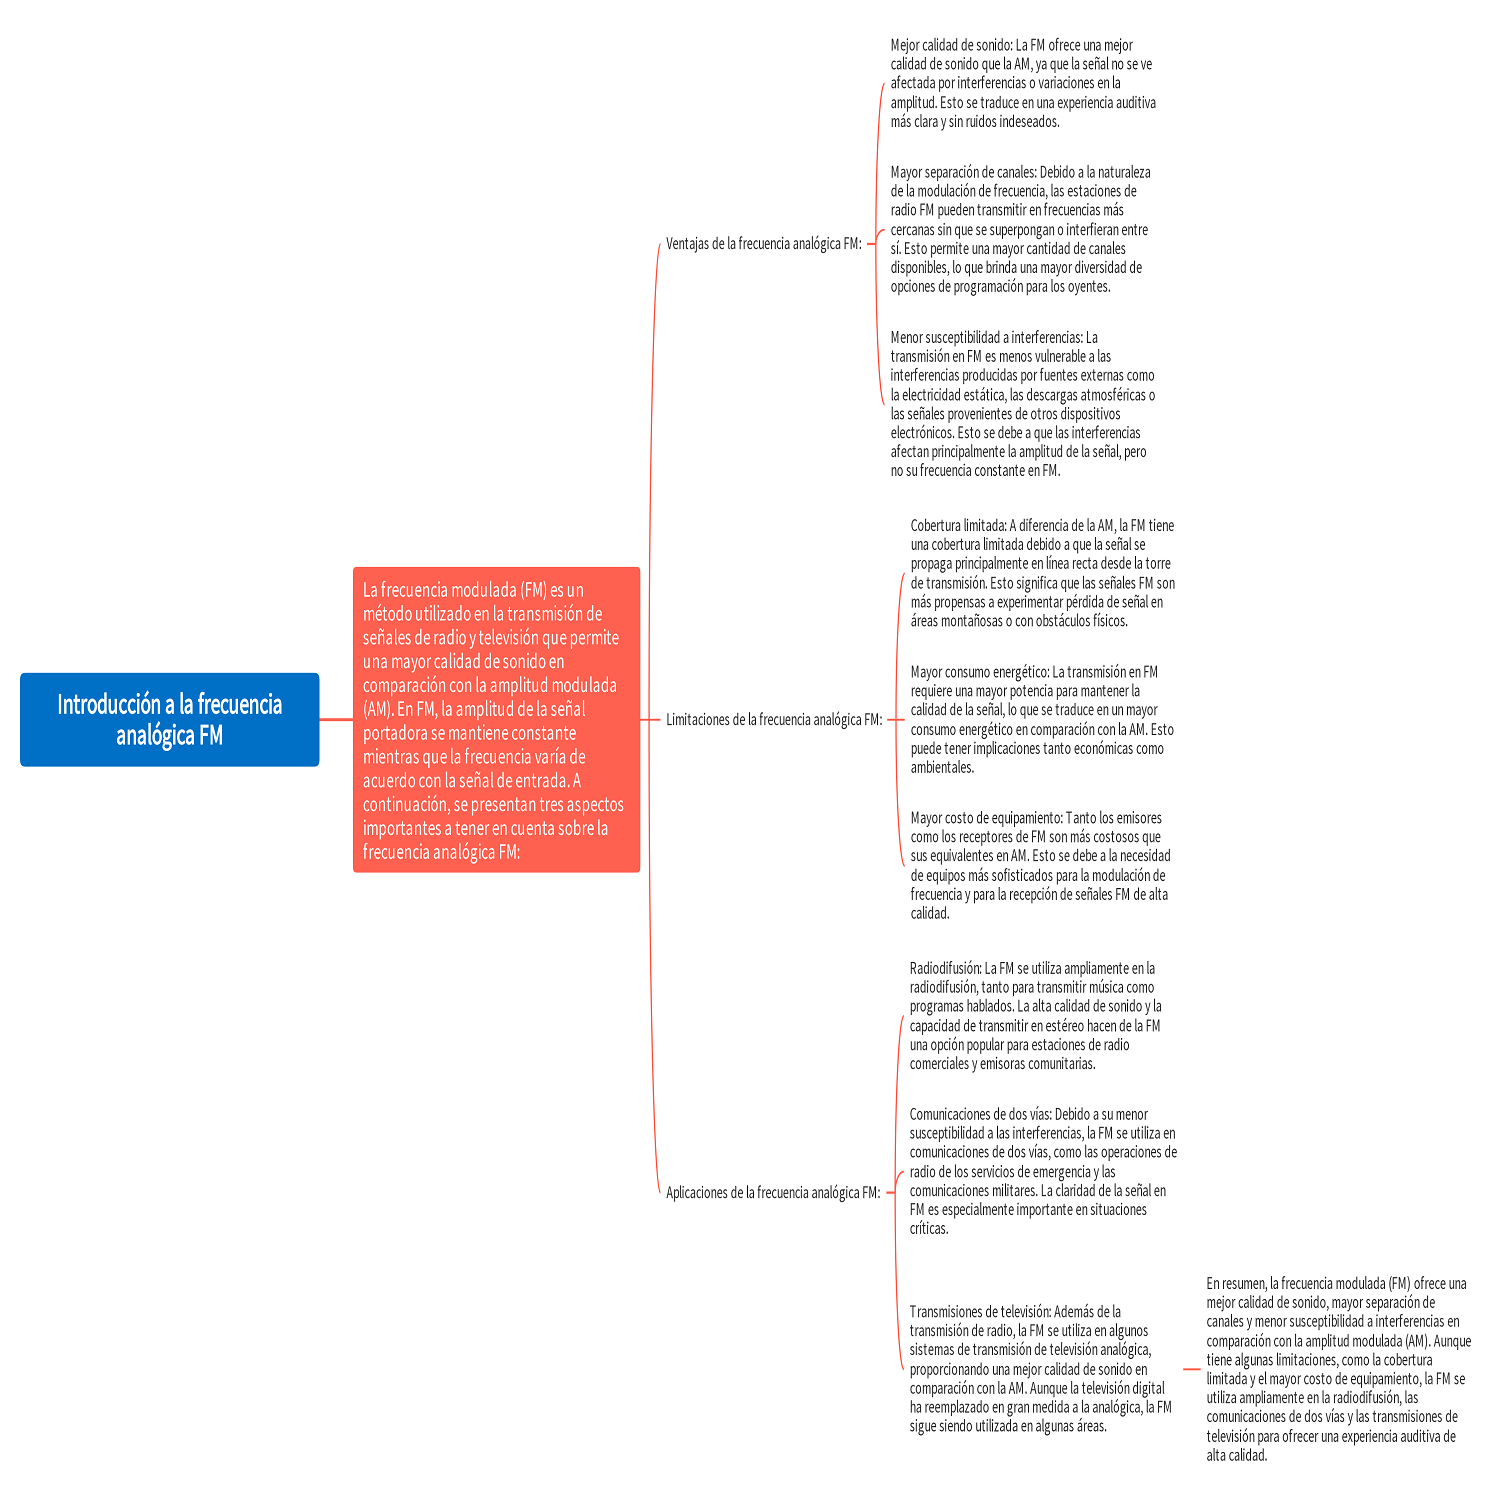 Introducción a la frecuencia
analógica FM
La frecuencia modulada (FM) es un
método utilizado en la transmisión de
señales de radio y televisión que permite
una mayor calidad de sonido en
comparación con la amplitud modulada
(AM). En FM, la amplitud de la señal
portadora se mantiene constante
mientras que la frecuencia varía de
acuerdo con la señal de entrada. A
continuación, se presentan tres aspectos
importantes a tener en cuenta sobre la
frecuencia analógica FM:
Ventajas de la frecuencia analógica FM:
Mejor calidad de sonido: La FM ofrece una mejor
calidad de sonido que la AM, ya que la señal no se ve
afectada por interferencias o variaciones en la
amplitud. Esto se traduce en una experiencia auditiva
más clara y sin ruidos indeseados.
Mayor separación de canales: Debido a la naturaleza
de la modulación de frecuencia, las estaciones de
radio FM pueden transmitir en frecuencias más
cercanas sin que se superpongan o interfieran entre
sí. Esto permite una mayor cantidad de canales
disponibles, lo que brinda una mayor diversidad de
opciones de programación para los oyentes.
Menor susceptibilidad a interferencias: La
transmisión en FM es menos vulnerable a las
interferencias producidas por fuentes externas como
la electricidad estática, las descargas atmosféricas o
las señales provenientes de otros dispositivos
electrónicos. Esto se debe a que las interferencias
afectan principalmente la amplitud de la señal, pero
no su frecuencia constante en FM.
Limitaciones de la frecuencia analógica FM:
Cobertura limitada: A diferencia de la AM, la FM tiene
una cobertura limitada debido a que la señal se
propaga principalmente en línea recta desde la torre
de transmisión. Esto significa que las señales FM son
más propensas a experimentar pérdida de señal en
áreas montañosas o con obstáculos físicos.
Mayor consumo energético: La transmisión en FM
requiere una mayor potencia para mantener la
calidad de la señal, lo que se traduce en un mayor
consumo energético en comparación con la AM. Esto
puede tener implicaciones tanto económicas como
ambientales.
Mayor costo de equipamiento: Tanto los emisores
como los receptores de FM son más costosos que
sus equivalentes en AM. Esto se debe a la necesidad
de equipos más sofisticados para la modulación de
frecuencia y para la recepción de señales FM de alta
calidad.
Aplicaciones de la frecuencia analógica FM:
Radiodifusión: La FM se utiliza ampliamente en la
radiodifusión, tanto para transmitir música como
programas hablados. La alta calidad de sonido y la
capacidad de transmitir en estéreo hacen de la FM
una opción popular para estaciones de radio
comerciales y emisoras comunitarias.
Comunicaciones de dos vías: Debido a su menor
susceptibilidad a las interferencias, la FM se utiliza en
comunicaciones de dos vías, como las operaciones de
radio de los servicios de emergencia y las
comunicaciones militares. La claridad de la señal en
FM es especialmente importante en situaciones
críticas.
Transmisiones de televisión: Además de la
transmisión de radio, la FM se utiliza en algunos
sistemas de transmisión de televisión analógica,
proporcionando una mejor calidad de sonido en
comparación con la AM. Aunque la televisión digital
ha reemplazado en gran medida a la analógica, la FM
sigue siendo utilizada en algunas áreas.
En resumen, la frecuencia modulada (FM) ofrece una
mejor calidad de sonido, mayor separación de
canales y menor susceptibilidad a interferencias en
comparación con la amplitud modulada (AM). Aunque
tiene algunas limitaciones, como la cobertura
limitada y el mayor costo de equipamiento, la FM se
utiliza ampliamente en la radiodifusión, las
comunicaciones de dos vías y las transmisiones de
televisión para ofrecer una experiencia auditiva de
alta calidad.